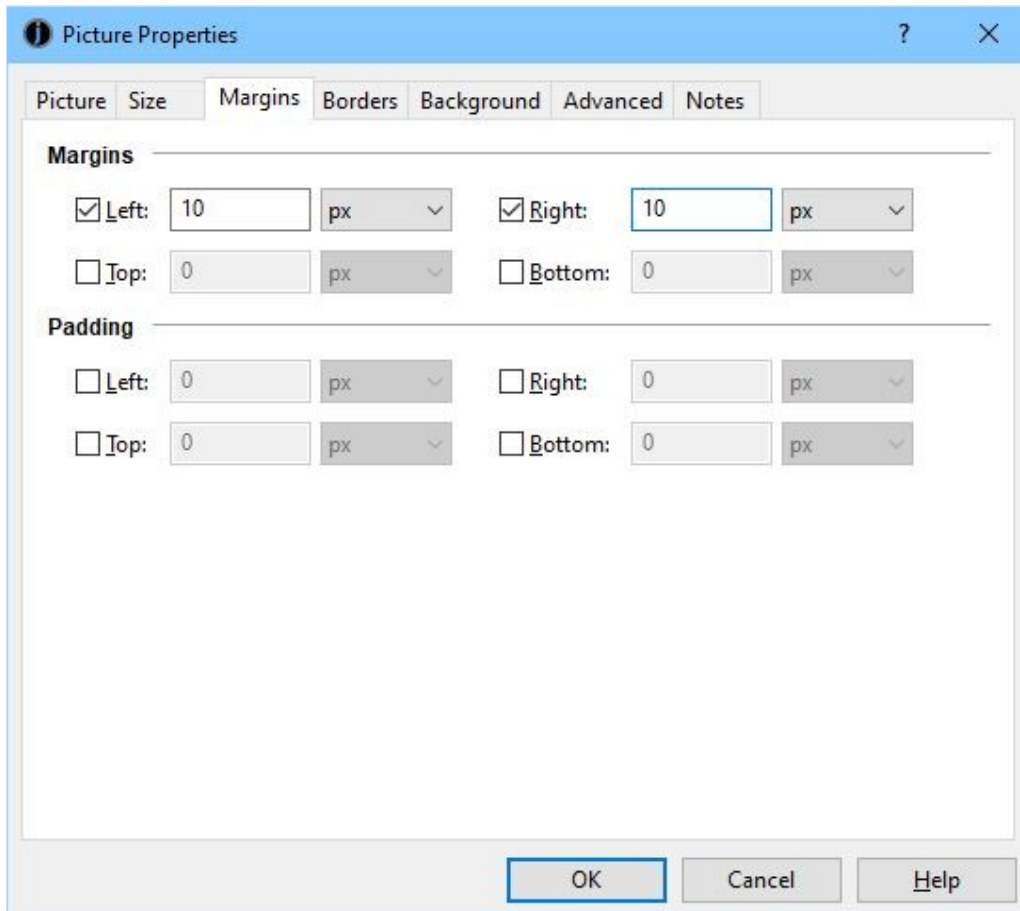 Picture Properties ? ×
Picture Size Margins Borders Background Advanced Notes
Margins
Left: 10 px Right: 10 px
Top: 0 px Bottom: 0 px
Padding
Left: 0 px Right: 0 px
Top: 0 px Bottom: 0 px
OK Cancel Help